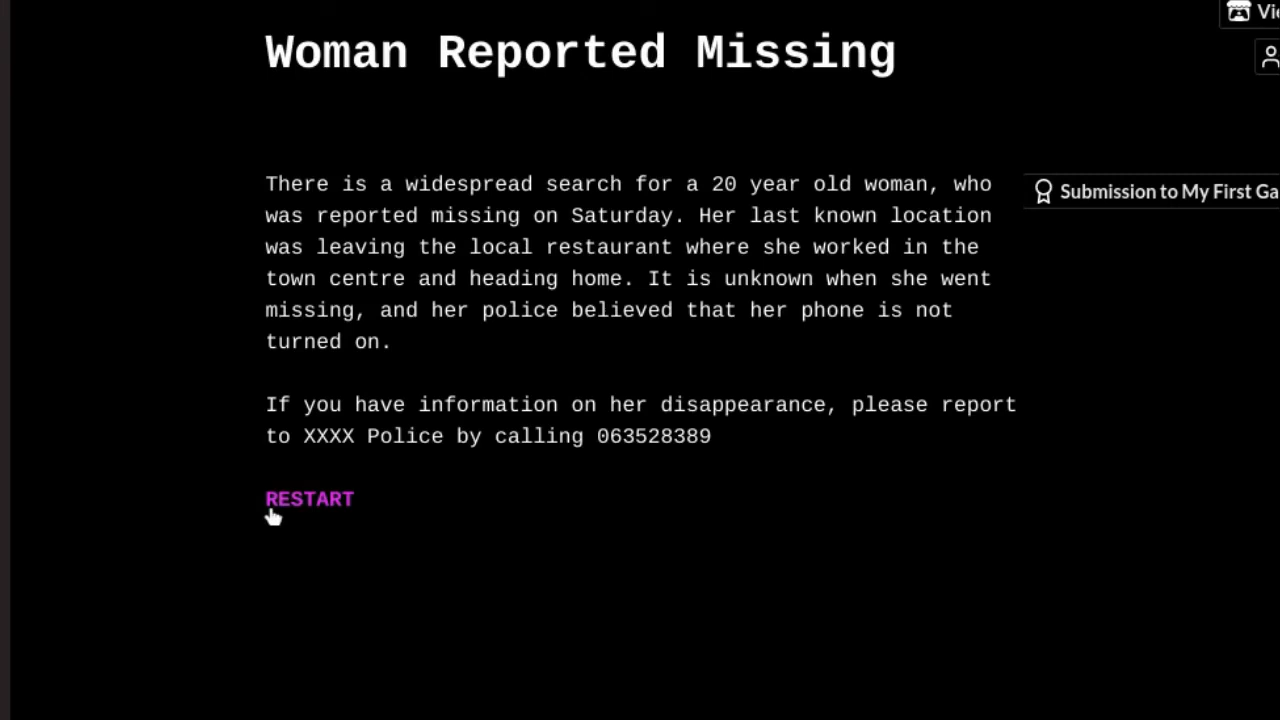 Woman Reported Missing
There is a widespread search for a 20 year old woman, who
was reported missing on Saturday. Her last known location
was leaving the local restaurant where she worked in the
town centre and heading home. It is unknown when she went
missing, and her police believed that her phone is not
turned on.
If you have information on her disappearance, please report
to XXXX Police by calling 063528389
RESTART
Submission to My First Ga